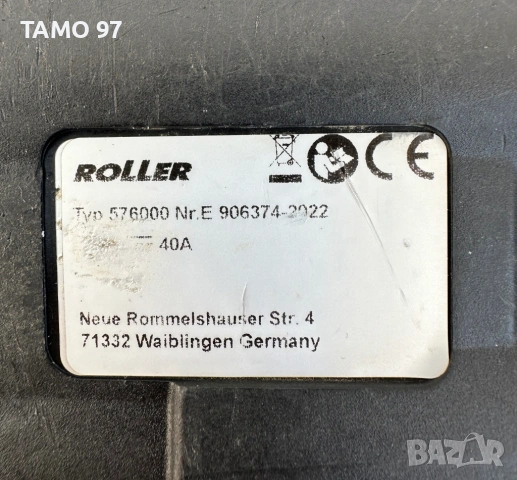 TAMO 97
ROLLER
CE
Typ 576000 Nr.E 906374-2022
40A
Neue Rommelshauser Str. 4
71332 Waiblingen Germany
BAZAR